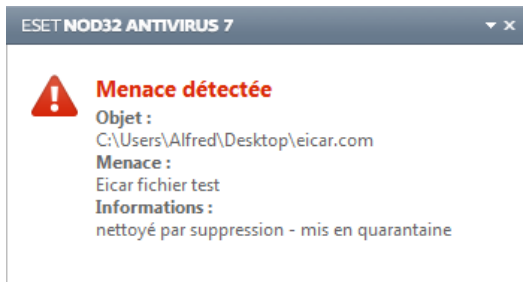 ESET NOD32 ANTIVIRUS 7
Menace détectée
Objet :
C:\Users\Alfred\Desktop\eicar.com
Menace :
Eicar fichier test
Informations :
nettoyé par suppression - mis en quarantaine